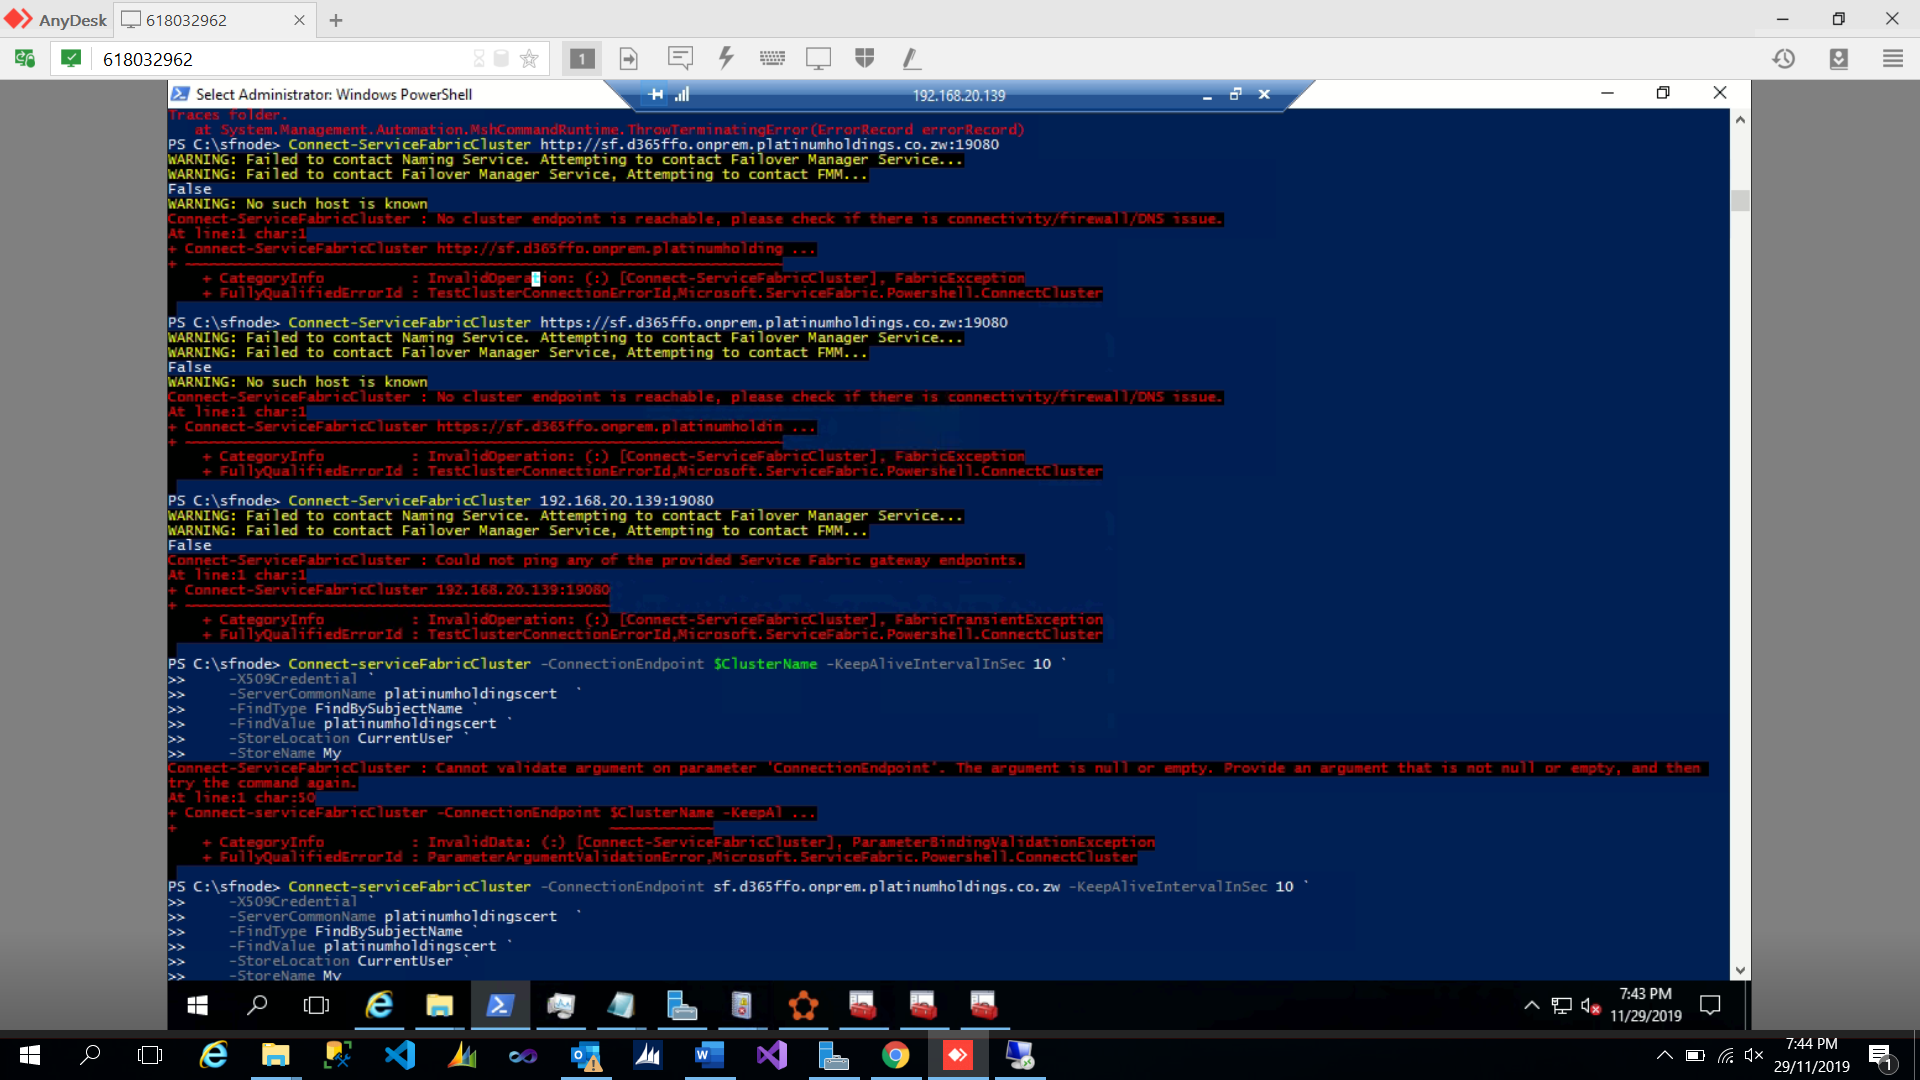 AnyDesk
618032962
618032962
1
Select Administrator: Windows PowerShell
192.168.20.139
Traces folder.
   at System.Management.Automation.MshCommandRuntime.ThrowTerminatingError(ErrorRecord errorRecord)
PS C:\sfnode> Connect-ServiceFabricCluster http://sf.d365ffo.onprem.platinumholdings.co.zw:19080
WARNING: Failed to contact Naming Service. Attempting to contact Failover Manager Service...
WARNING: Failed to contact Failover Manager Service, Attempting to contact FMM...
False
WARNING: No such host is known
Connect-ServiceFabricCluster : No cluster endpoint is reachable, please check if there is connectivity/firewall/DNS issue.
At line:1 char:1
+ Connect-ServiceFabricCluster http://sf.d365ffo.onprem.platinumholding ...
+ ~~~~~~~~~~~~~~~~~~~~~~~~~~~~~~~~~~~~~~~~~~~~~~~~~~~~~~~~~~~~~~~~~~~~~
    + CategoryInfo          : InvalidOperation: (:) [Connect-ServiceFabricCluster], FabricException
    + FullyQualifiedErrorId : TestClusterConnectionErrorId,Microsoft.ServiceFabric.Powershell.ConnectCluster
PS C:\sfnode> Connect-ServiceFabricCluster https://sf.d365ffo.onprem.platinumholdings.co.zw:19080
WARNING: Failed to contact Naming Service. Attempting to contact Failover Manager Service...
WARNING: Failed to contact Failover Manager Service, Attempting to contact FMM...
False
WARNING: No such host is known
Connect-ServiceFabricCluster : No cluster endpoint is reachable, please check if there is connectivity/firewall/DNS issue.
At line:1 char:1
+ Connect-ServiceFabricCluster https://sf.d365ffo.onprem.platinumholdin ...
+ ~~~~~~~~~~~~~~~~~~~~~~~~~~~~~~~~~~~~~~~~~~~~~~~~~~~~~~~~~~~~~~~~~~~~~
    + CategoryInfo          : InvalidOperation: (:) [Connect-ServiceFabricCluster], FabricException
    + FullyQualifiedErrorId : TestClusterConnectionErrorId,Microsoft.ServiceFabric.Powershell.ConnectCluster
PS C:\sfnode> Connect-ServiceFabricCluster 192.168.20.139:19080
WARNING: Failed to contact Naming Service. Attempting to contact Failover Manager Service...
WARNING: Failed to contact Failover Manager Service, Attempting to contact FMM...
False
Connect-ServiceFabricCluster : Could not ping any of the provided Service Fabric gateway endpoints.
At line:1 char:1
+ Connect-ServiceFabricCluster 192.168.20.139:19080
+ ~~~~~~~~~~~~~~~~~~~~~~~~~~~~~~~~~~~~~~~~~~~~~~~~~
    + CategoryInfo          : InvalidOperation: (:) [Connect-ServiceFabricCluster], FabricTransientException
    + FullyQualifiedErrorId : TestClusterConnectionErrorId,Microsoft.ServiceFabric.Powershell.ConnectCluster
PS C:\sfnode> Connect-serviceFabricCluster -ConnectionEndpoint $ClusterName -KeepAliveIntervalInSec 10 `
>>     -X509Credential `
>>     -ServerCommonName platinumholdingscert  `
>>     -FindType FindBySubjectName `
>>     -FindValue platinumholdingscert `
>>     -StoreLocation CurrentUser `
>>     -StoreName My
Connect-ServiceFabricCluster : Cannot validate argument on parameter 'ConnectionEndpoint'. The argument is null or empty. Provide an argument that is not null or empty, and then
try the command again.
At line:1 char:50
+ Connect-serviceFabricCluster -ConnectionEndpoint $ClusterName -KeepAl ...
+                                                  ~~~~~~~~~~~~
    + CategoryInfo          : InvalidData: (:) [Connect-ServiceFabricCluster], ParameterBindingValidationException
    + FullyQualifiedErrorId : ParameterArgumentValidationError,Microsoft.ServiceFabric.Powershell.ConnectCluster
PS C:\sfnode> Connect-serviceFabricCluster -ConnectionEndpoint sf.d365ffo.onprem.platinumholdings.co.zw -KeepAliveIntervalInSec 10 `
>>     -X509Credential `
>>     -ServerCommonName platinumholdingscert  `
>>     -FindType FindBySubjectName `
>>     -FindValue platinumholdingscert `
>>     -StoreLocation CurrentUser `
>>     -StoreName My
7:43 PM
11/29/2019
7:44 PM
29/11/2019
1